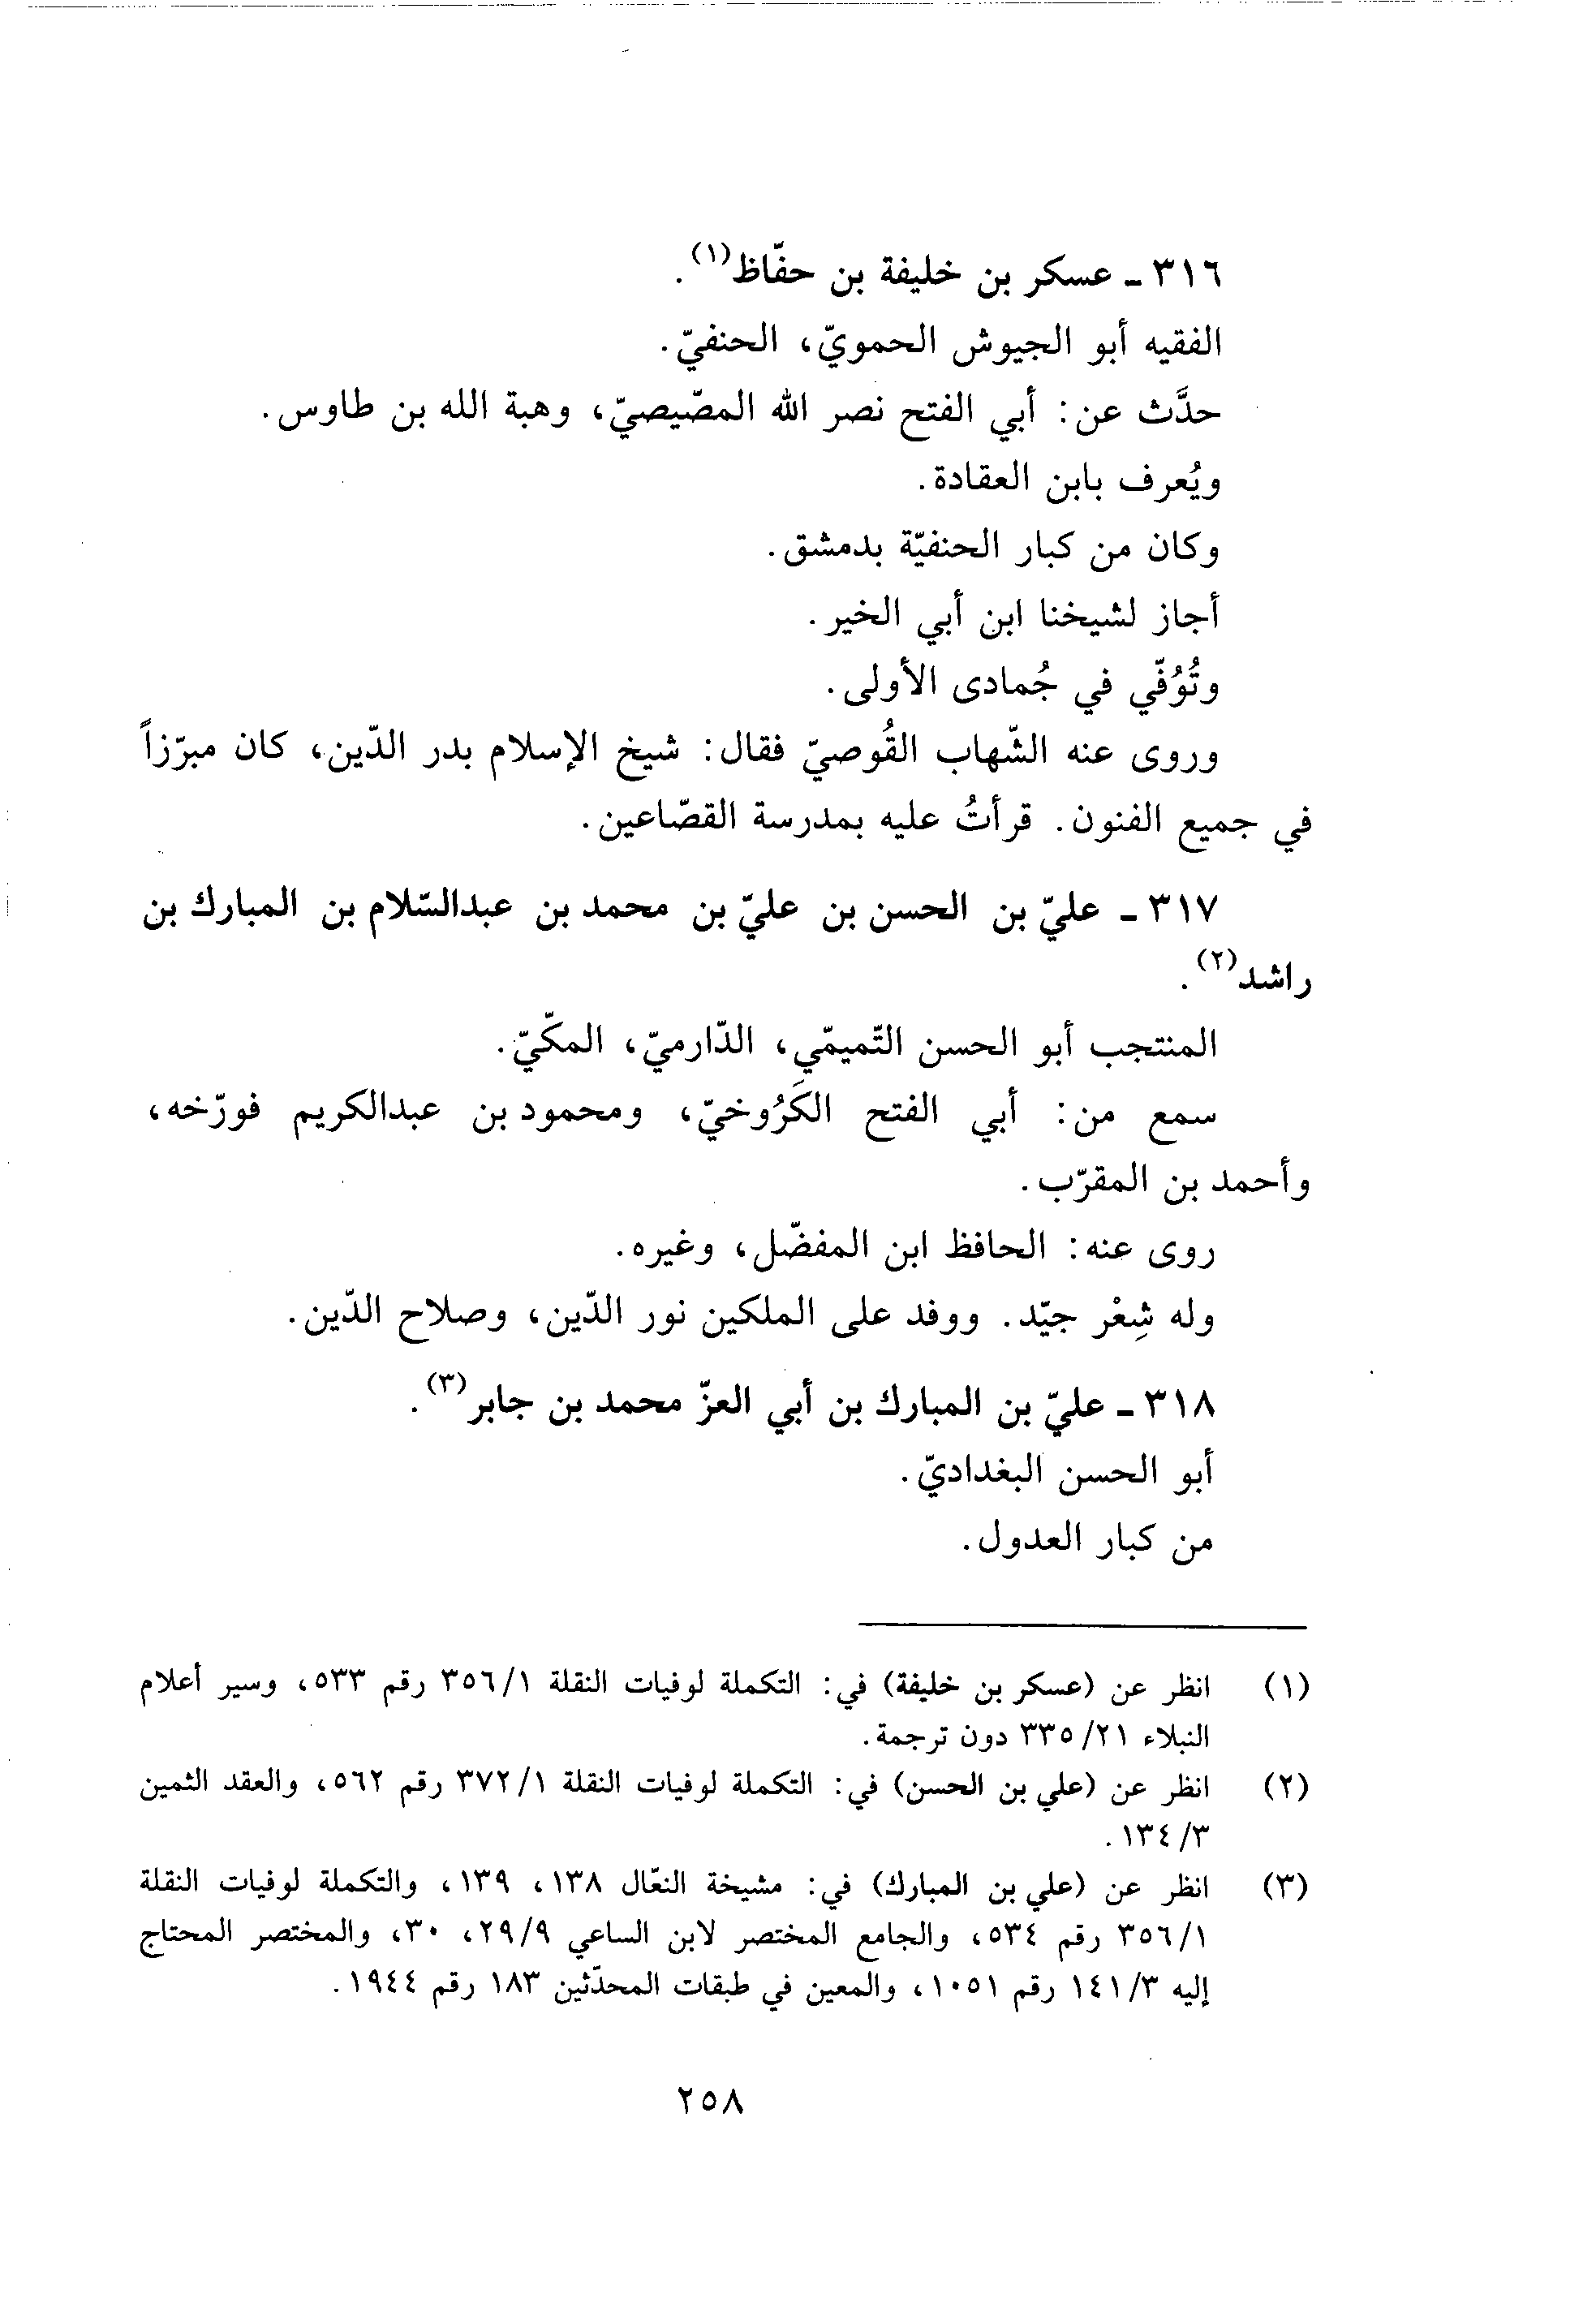 ٣١٦ ـ عسكر بن خليفة بن حفّاظ(١).
الفقيه أبو الجيوش الحمويّ، الحنفيّ.
حدَّث عن: أبي الفتح نصر الله المصّيصيّ، وهبة الله بن طاوس.
ويُعرف بابن العقادة.
وكان من كبار الحنفيّة بدمشق.
أجاز لشيخنا ابن أبي الخير.
وتُوُفّي في جُمادى الأولى.
وروى عنه الشّهاب القُوصيّ فقال: شيخ الإسلام بدر الدّين، كان مبرّزاً
في جميع الفنون. قرأتُ عليه بمدرسة القصّاعين.
٣١٧ ـ عليّ بن الحسن بن عليّ بن محمد بن عبدالسّلام بن المبارك بن
راشد(٢).
المنتجب أبو الحسن التّميمّي، الدّارميّ، المكّيّ.
سمع من: أبي الفتح الكَرُوخيّ، ومحمود بن عبدالكريم فورّخه،
وأحمد بن المقرّب.
روى عنه: الحافظ ابن المفضّل، وغيره.
وله شِعْر جيّد. ووفد على الملكين نور الدّين، وصلاح الدّين.
٣١٨ ـ عليّ بن المبارك بن أبي العزّ محمد بن جابر(٣).
أبو الحسن البغداديّ.
من كبار العدول.
(١) انظر عن (عسكر بن خليفة) في: التكملة لوفيات النقلة ٣٥٦/١ رقم ٥٣٣، وسير أعلام
النبلاء ٣٣٥/٢١ دون ترجمة.
(٢) انظر عن (علي بن الحسن) في: التكملة لوفيات النقلة ٣٧٢/١ رقم ٥٦٢، والعقد الثمين
١٣٤/٣.
(٣) انظر عن (علي بن المبارك) في: مشيخة النعّال ١٣٨، ١٣٩، والتكملة لوفيات النقلة
٣٥٦/١ رقم ٥٣٤، والجامع المختصر لابن الساعي ٢٩/٩، ٣٠، والمختصر المحتاج
إليه ١٤١/٣ رقم ١٠٥١، والمعين في طبقات المحدّثين ١٨٣ رقم ١٩٤٤.
٢٥٨